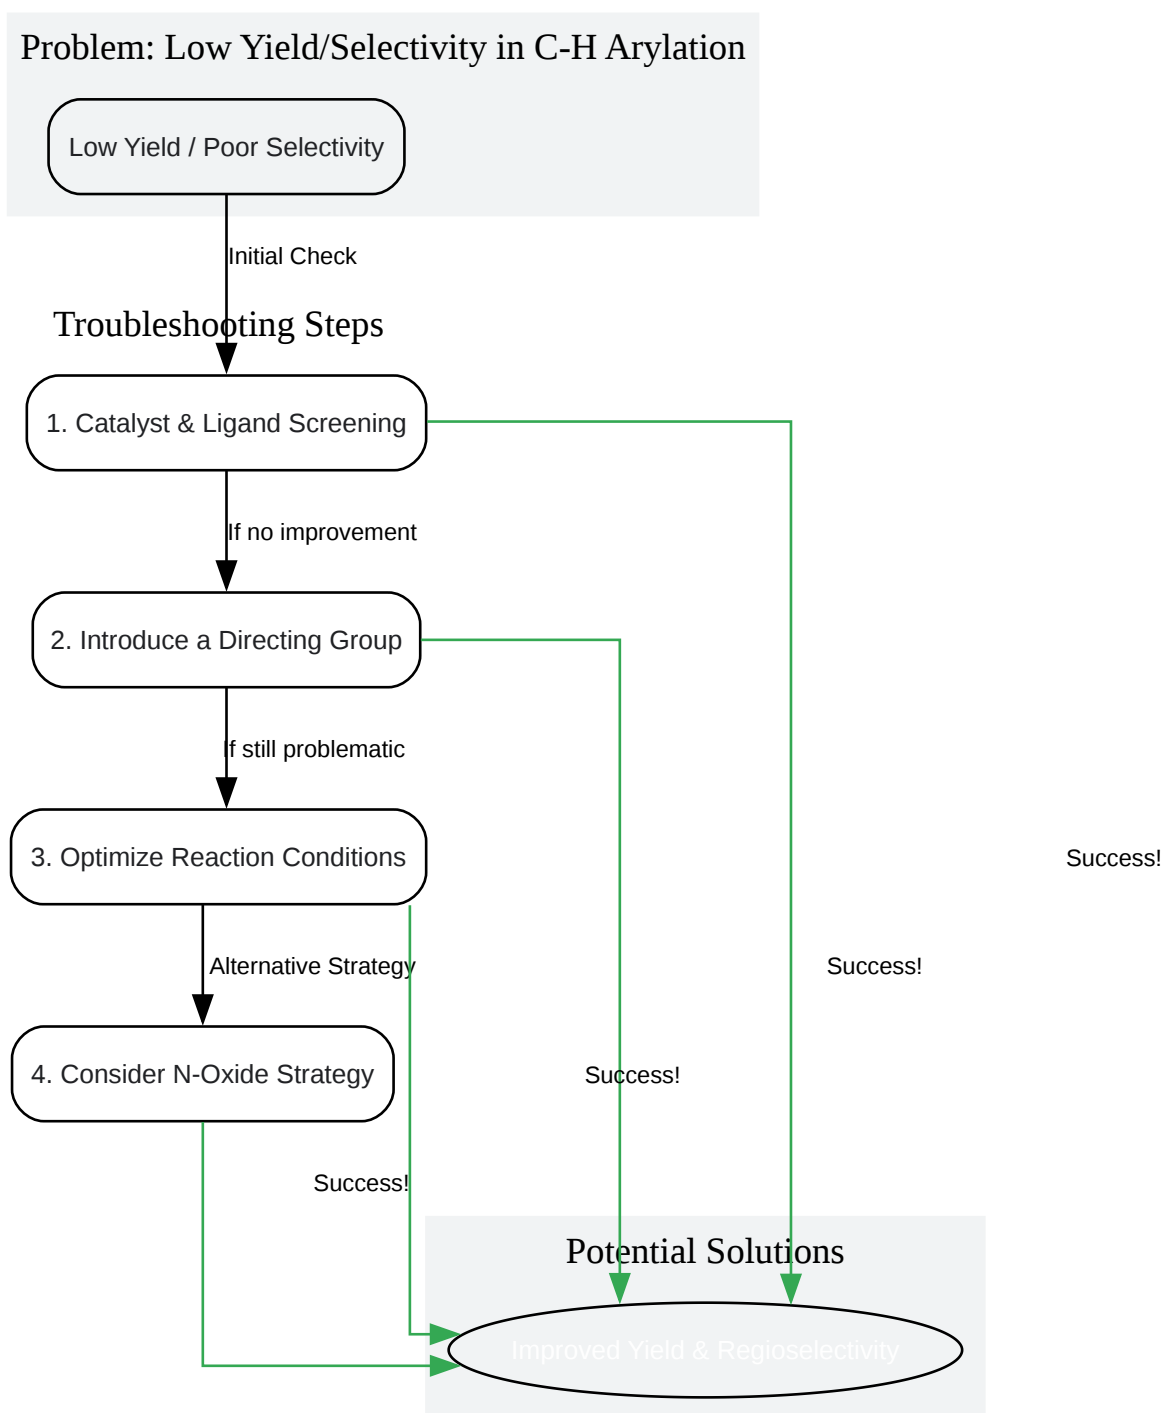 Problem: Low Yield/Selectivity in C-H Arylation
Low Yield / Poor Selectivity
Initial Check
Troubleshooting Steps
1. Catalyst & Ligand Screening
If no improvement
2. Introduce a Directing Group
If still problematic
3. Optimize Reaction Conditions
Success!
Alternative Strategy
Success!
4. Consider N-Oxide Strategy
Success!
Success!
Potential Solutions
Improved Yield & Regioselectivity